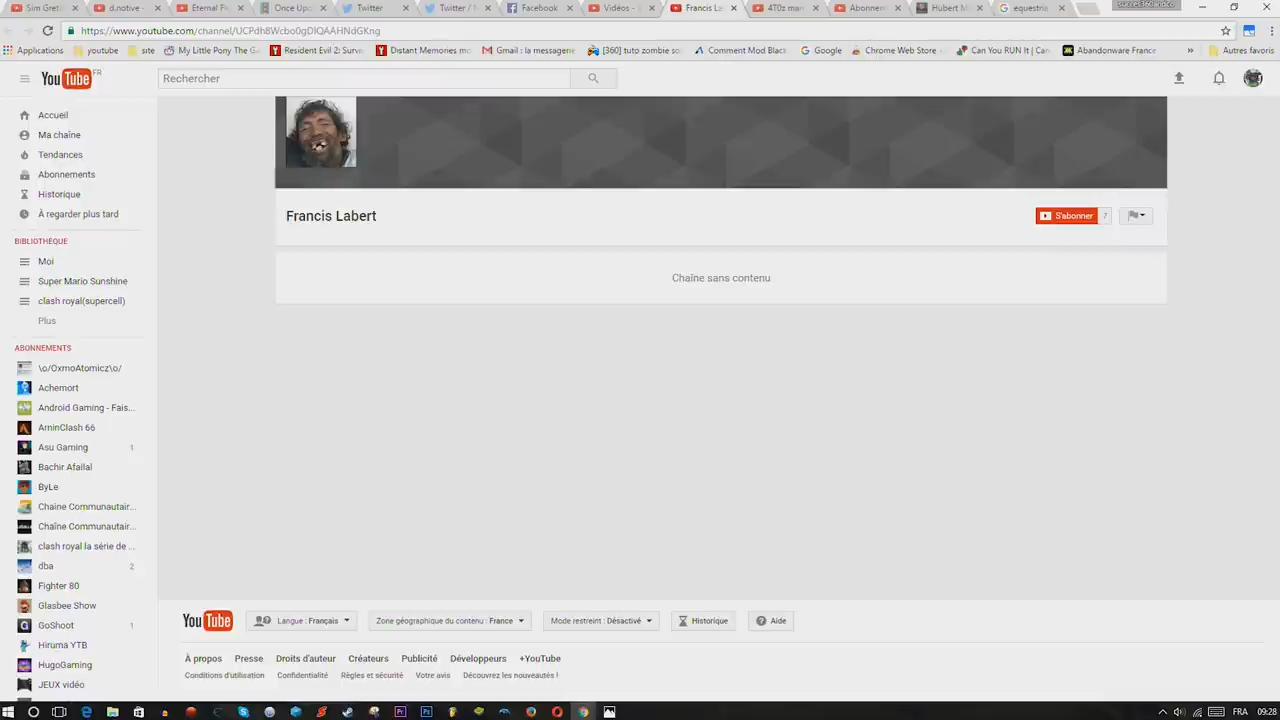 Sim Gretin
d.notive -
Eternal Fi
Once Upo
Twitter
Twitter / N
Facebook
Vidéos - 
Francis La
4T0z man
Abonnem
Hubert M
equestria
https://www.youtube.com/channel/UCPdh8Wcbo0gDlQAAHNdGKng
Applications
youtube
site
My Little Pony The G
Resident Evil 2: Surv
Distant Memories mo
Gmail : la messagerie
[360] tuto zombie so
Comment Mod Black
Google
Chrome Web Store
Can You RUN It | Can
Abandonware France
»
Autres favoris
YouTube FR
Rechercher
Accueil
Ma chaîne
Tendances
Abonnements
Historique
À regarder plus tard
BIBLIOTHÈQUE
Moi
Super Mario Sunshine
clash royal(supercell)
Plus
ABONNEMENTS
\o/OxmoAtomicz\o/
Achemort
Android Gaming - Fais...
ArninClash 66
Asu Gaming 1
Bachir Afailal
ByLe
Chaine Communautair...
Chaîne Communautair...
clash royal la série de ...
dba 2
Fighter 80
Glasbee Show
GoShoot 1
Hiruma YTB
HugoGaming
JEUX vidéo
Francis Labert
S'abonner 7
Chaîne sans contenu
YouTube
Langue : Français
Zone géographique du contenu : France
Mode restreint : Désactivé
Historique
Aide
À propos Presse Droits d'auteur Créateurs Publicité Développeurs +YouTube
Conditions d'utilisation Confidentialité Règles et sécurité Votre avis Découvrez les nouveautés !
FRA 09:28